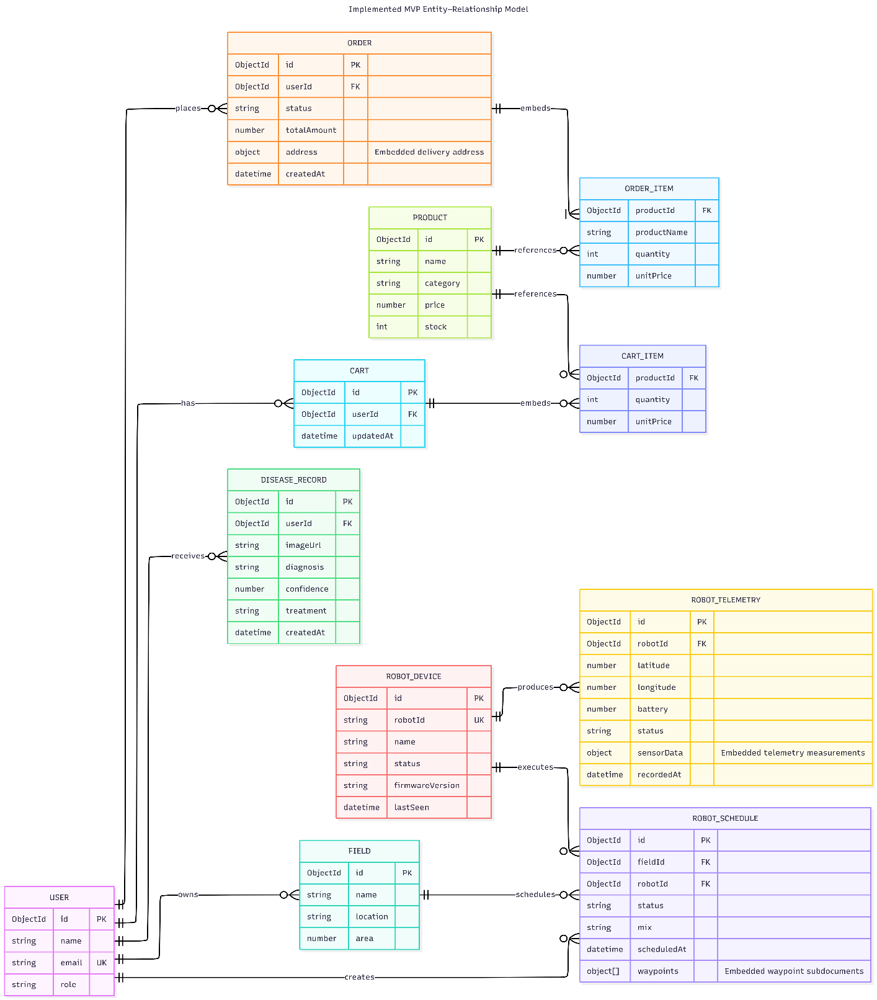 Implemented MVP Entity–Relationship Model
ORDER
ObjectId id PK
ObjectId userId FK
string status
number totalAmount
object address Embedded delivery address
datetime createdAt
places
embeds
ORDER_ITEM
ObjectId productId FK
string productName
int quantity
number unitPrice
PRODUCT
ObjectId id PK
string name
string category
number price
int stock
references
references
CART_ITEM
ObjectId productId FK
int quantity
number unitPrice
CART
ObjectId id PK
ObjectId userId FK
datetime updatedAt
has
embeds
DISEASE_RECORD
ObjectId id PK
ObjectId userId FK
string imageUrl
string diagnosis
number confidence
string treatment
datetime createdAt
receives
ROBOT_TELEMETRY
ObjectId id PK
ObjectId robotId FK
number latitude
number longitude
number battery
string status
object sensorData Embedded telemetry measurements
datetime recordedAt
ROBOT_DEVICE
ObjectId id PK
string robotId UK
string name
string status
string firmwareVersion
datetime lastSeen
produces
executes
ROBOT_SCHEDULE
ObjectId id PK
ObjectId fieldId FK
ObjectId robotId FK
string status
string mix
datetime scheduledAt
object[] waypoints Embedded waypoint subdocuments
FIELD
ObjectId id PK
string name
string location
number area
owns
schedules
USER
ObjectId id PK
string name
string email UK
string role
creates